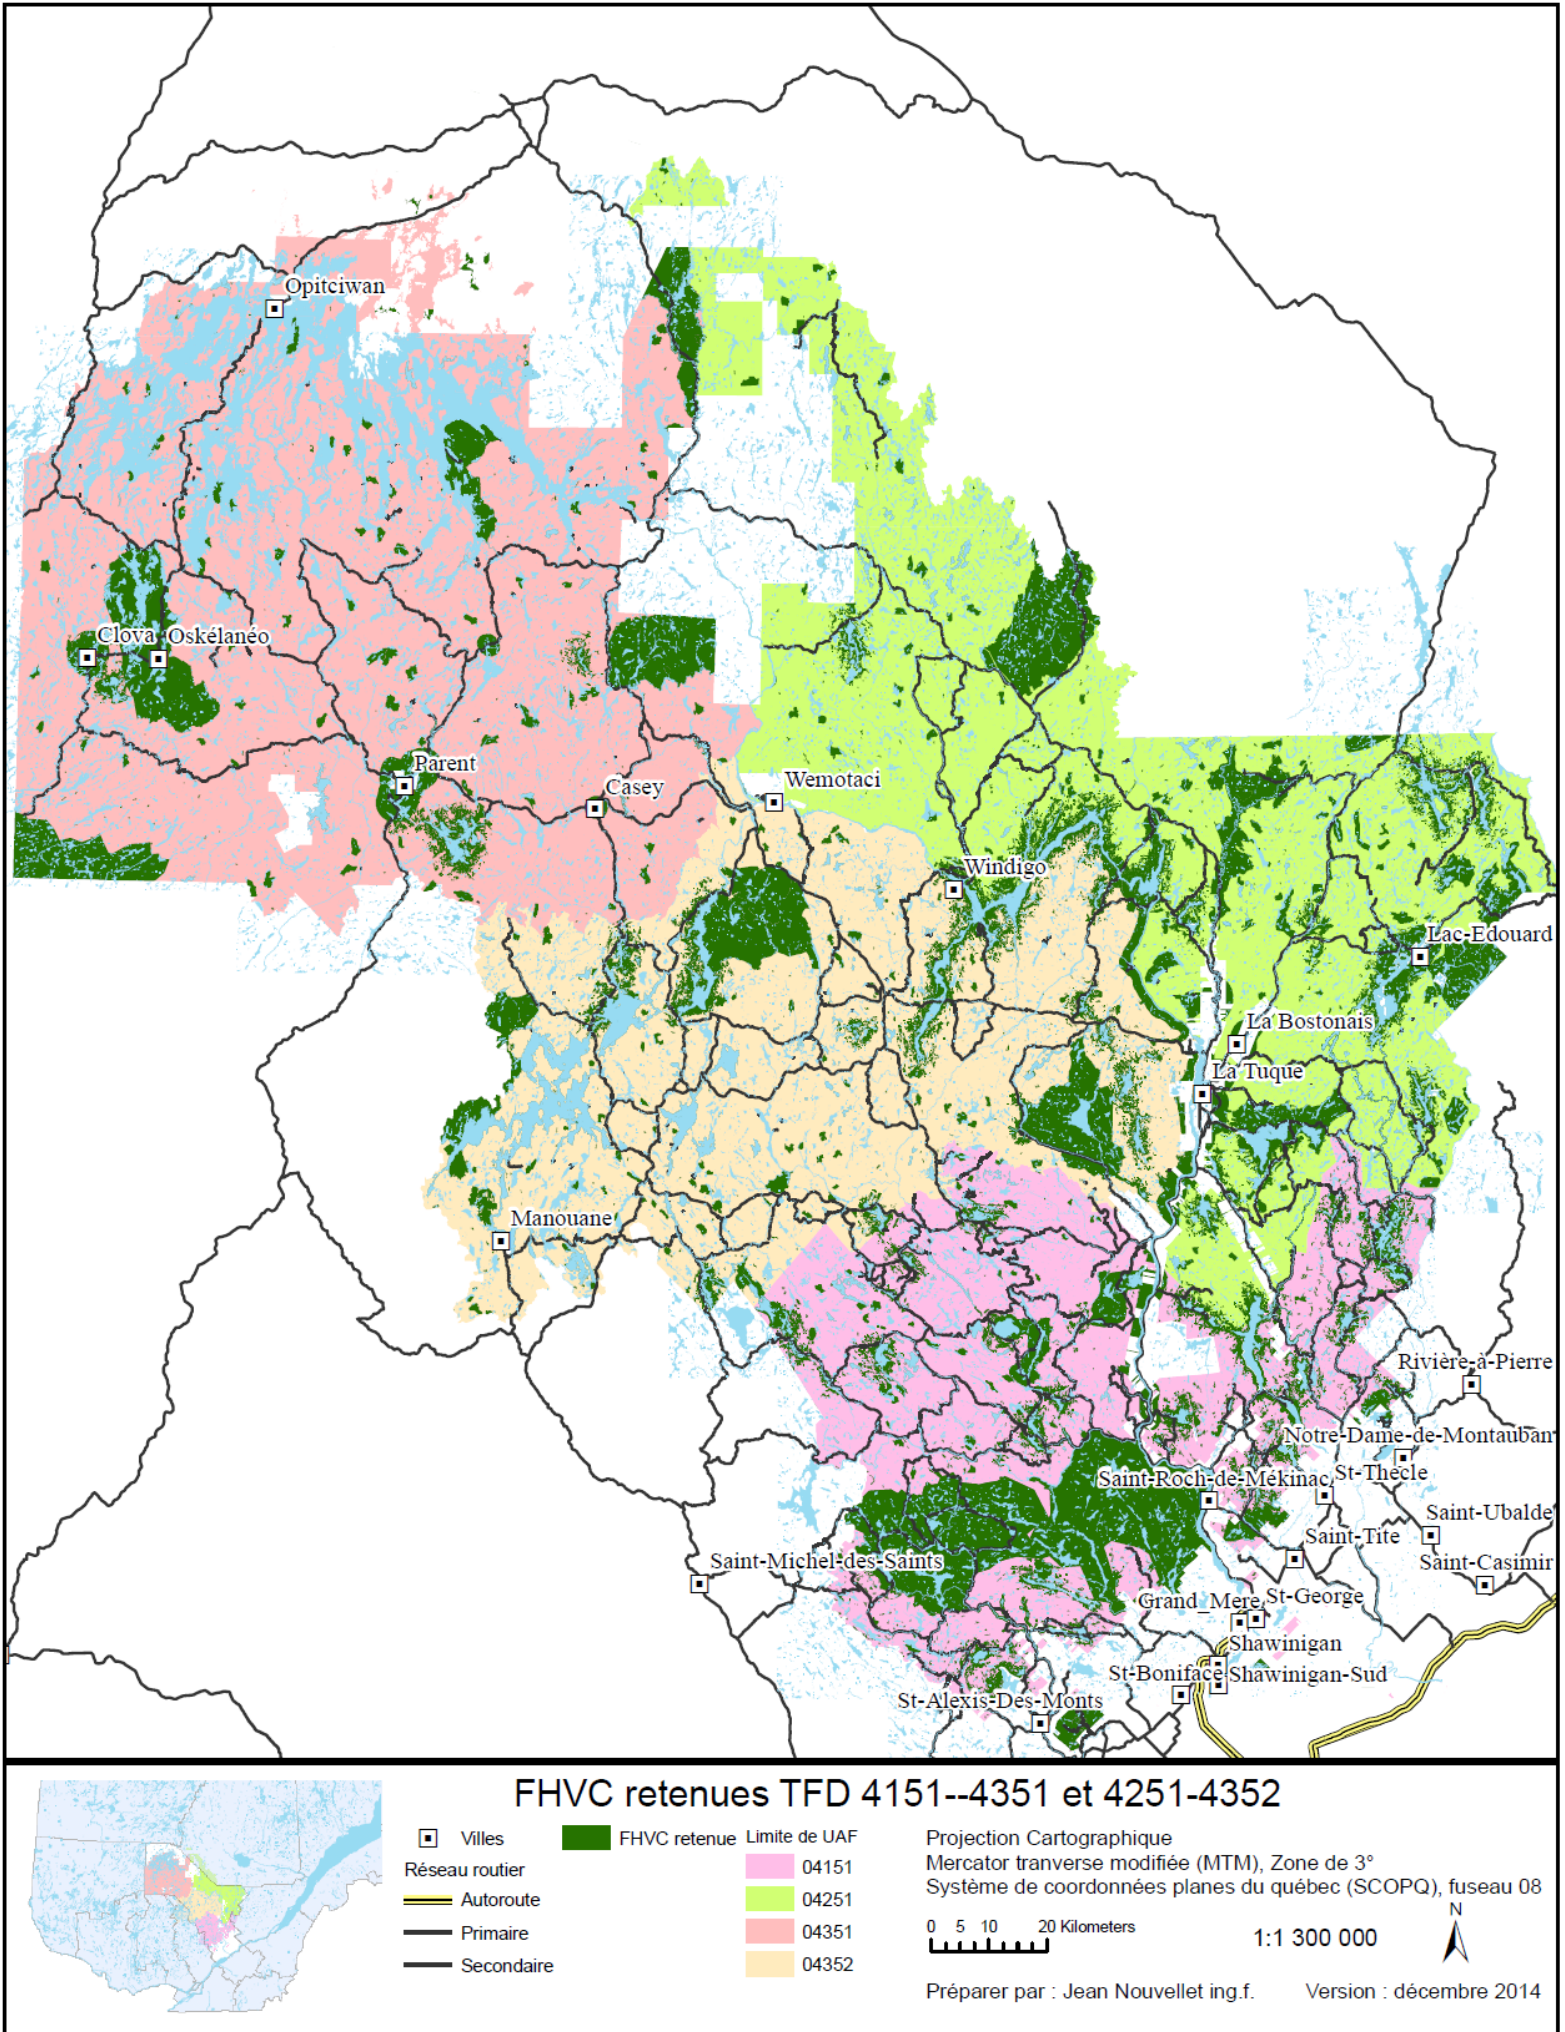 Opitciwan
Clova
Oskélanéo
Parent
Casey
Wemotaci
Windigo
Lac-Edouard
La Bostonais
La Tuque
Manouane
Rivière-à-Pierre
Notre-Dame-de-Montauban
Saint-Roch-de-Mékinac
St-Thecle
Saint-Ubalde
Saint-Tite
Saint-Michel-des-Saints
Saint-Casimir
Grand_Mere
St-George
Shawinigan
St-Boniface
Shawinigan-Sud
St-Alexis-Des-Monts
FHVC retenues TFD 4151--4351 et 4251-4352
Villes
Réseau routier
Autoroute
Primaire
Secondaire
FHVC retenue
Limite de UAF
04151
04251
04351
04352
Projection Cartographique
Mercator tranverse modifiée (MTM), Zone de 3°
Système de coordonnées planes du québec (SCOPQ), fuseau 08
0 5 10 20 Kilometers
1:1 300 000
N
Préparer par : Jean Nouvellet ing.f.
Version : décembre 2014